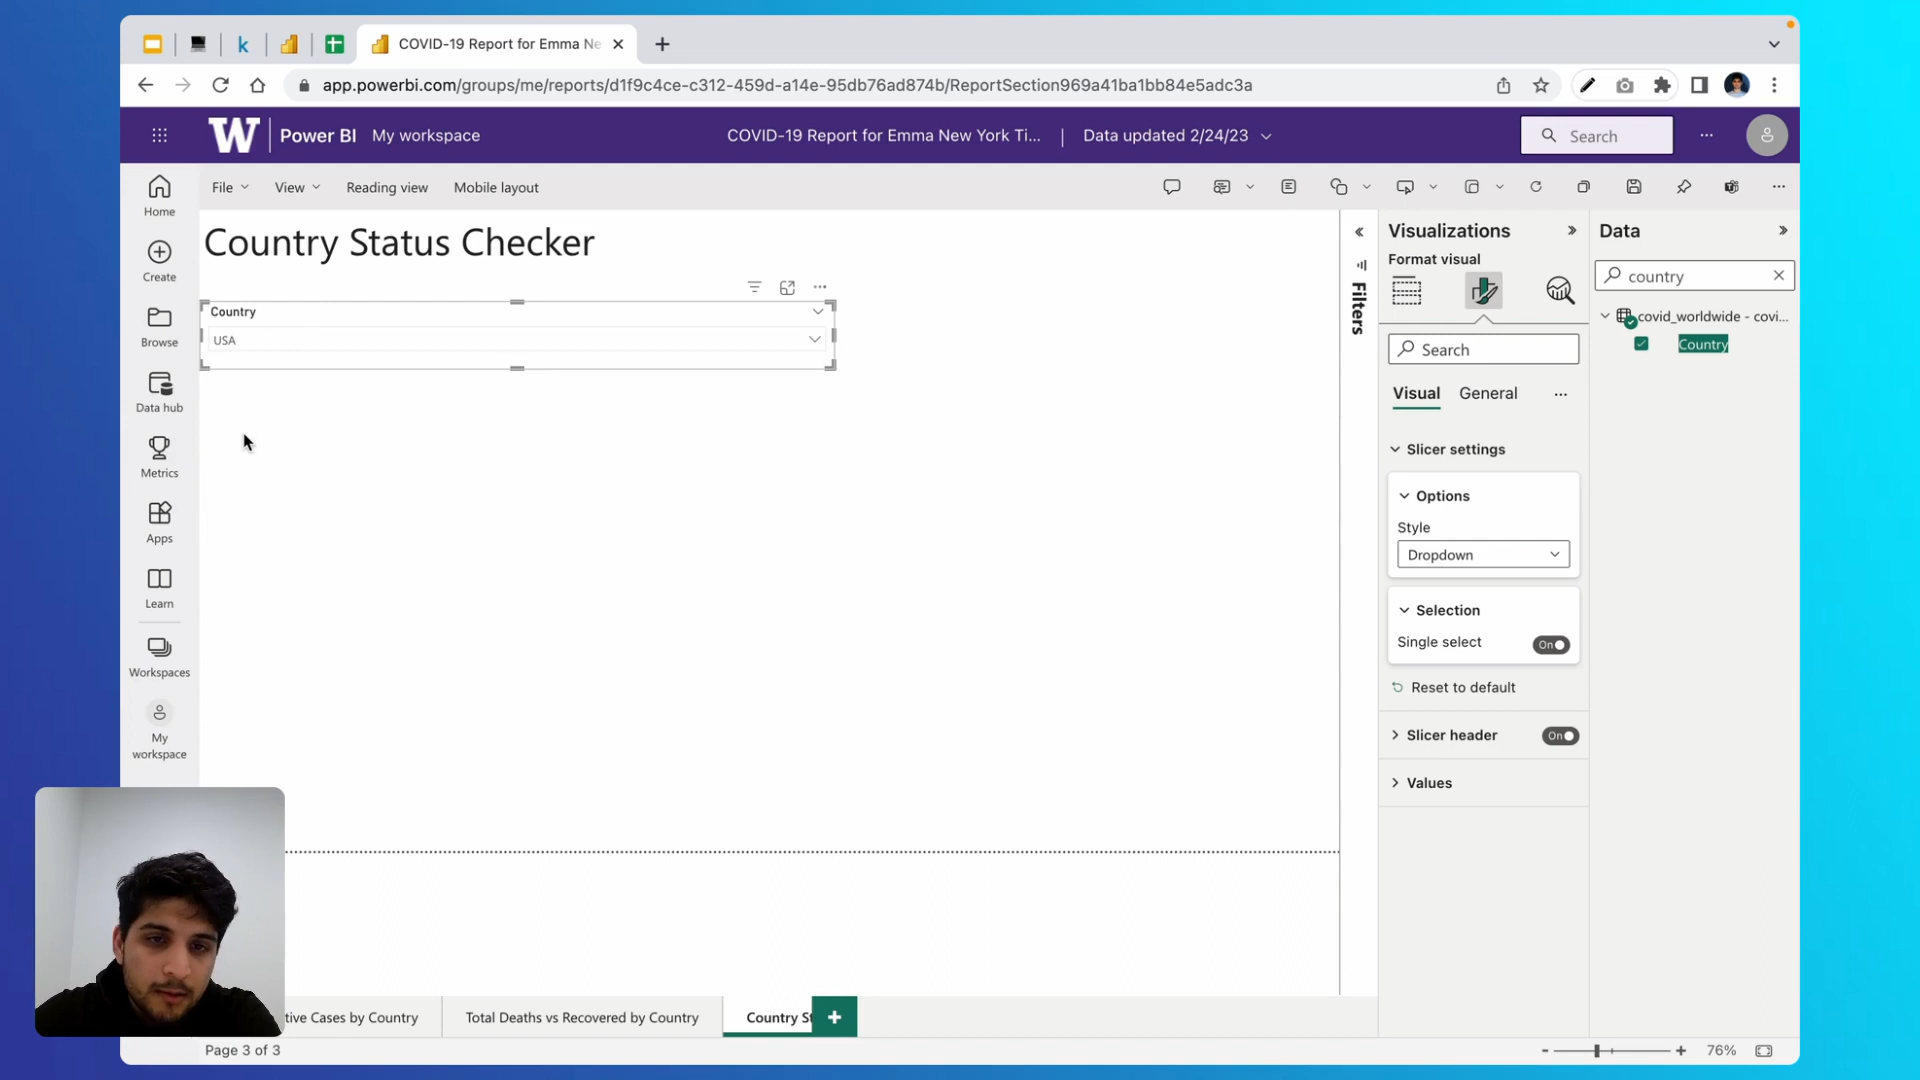 k
COVID-19 Report for Emma Ne
app.powerbi.com/groups/me/reports/d1f9c4ce-c312-459d-a14e-95db76ad874b/ReportSection969a41ba1bb84e5adc3a
W Power BI My workspace
COVID-19 Report for Emma New York Ti... | Data updated 2/24/23
Search
File View Reading view Mobile layout
Home
Create
Browse
Data hub
Metrics
Apps
Learn
Workspaces
My
workspace
Country Status Checker
Country
USA
Filters
Visualizations
Format visual
Search
Visual General
Slicer settings
Options
Style
Dropdown
Selection
Single select On
Reset to default
Slicer header On
Values
Data
country
covid_worldwide - covi...
Country
tive Cases by Country
Total Deaths vs Recovered by Country
Country St
Page 3 of 3
- + 76%